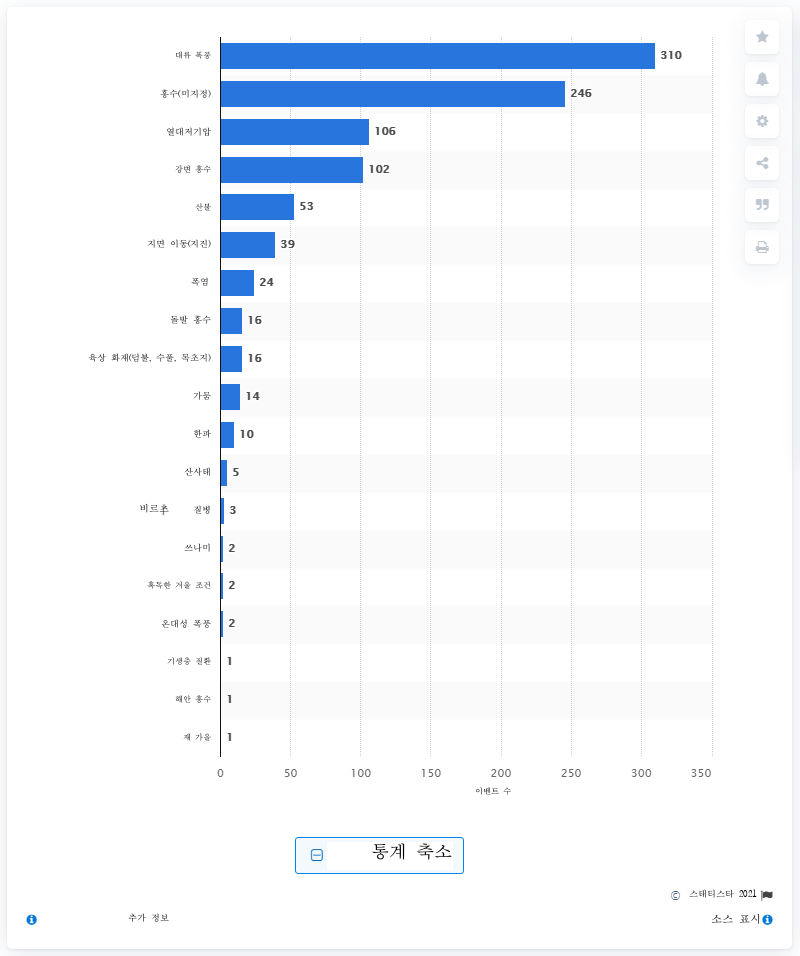 대류 폭풍 310
홍수(미지정) 246
열대저기압 106
강변 홍수 102
산불 53
지면 이동(지진) 39
폭염 24
돌발 홍수 16
육상 화재(덤불, 수풀, 목초지) 16
가뭄 14
한파 10
산사태 5
비르추 질병 3
쓰나미 2
혹독한 겨울 조건 2
온대성 폭풍 2
기생충 질환 1
해안 홍수 1
재 가을 1
0 50 100 150 200 250 300 350
이벤트 수
통계 축소
© 스태티스타 2021
추가 정보
소스 표시